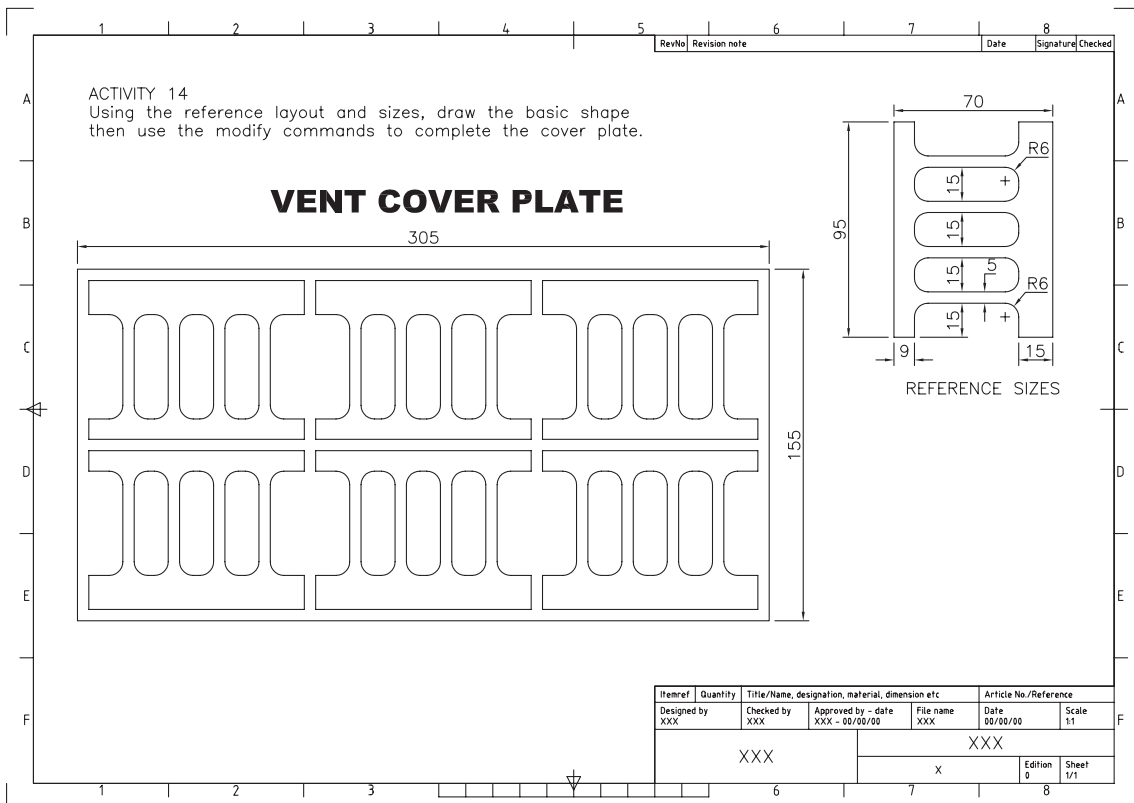 1 2 3 4 5 6 7 8
RevNo Revision note Date Signature Checked
A A
ACTIVITY 14
Using the reference layout and sizes, draw the basic shape
then use the modify commands to complete the cover plate.
70
R6
15
B B
VENT COVER PLATE
95
15
305
15 5
R6
15
C C
9 15
REFERENCE SIZES
155
D D
E E
Itemref Quantity Title/Name, designation, material, dimension etc Article No./Reference
Designed by Checked by Approved by - date File name Date Scale
XXX XXX XXX - 00/00/00 XXX 00/00/00 1:1
F F
XXX XXX
X Edition Sheet
0 1/1
1 2 3 6 7 8